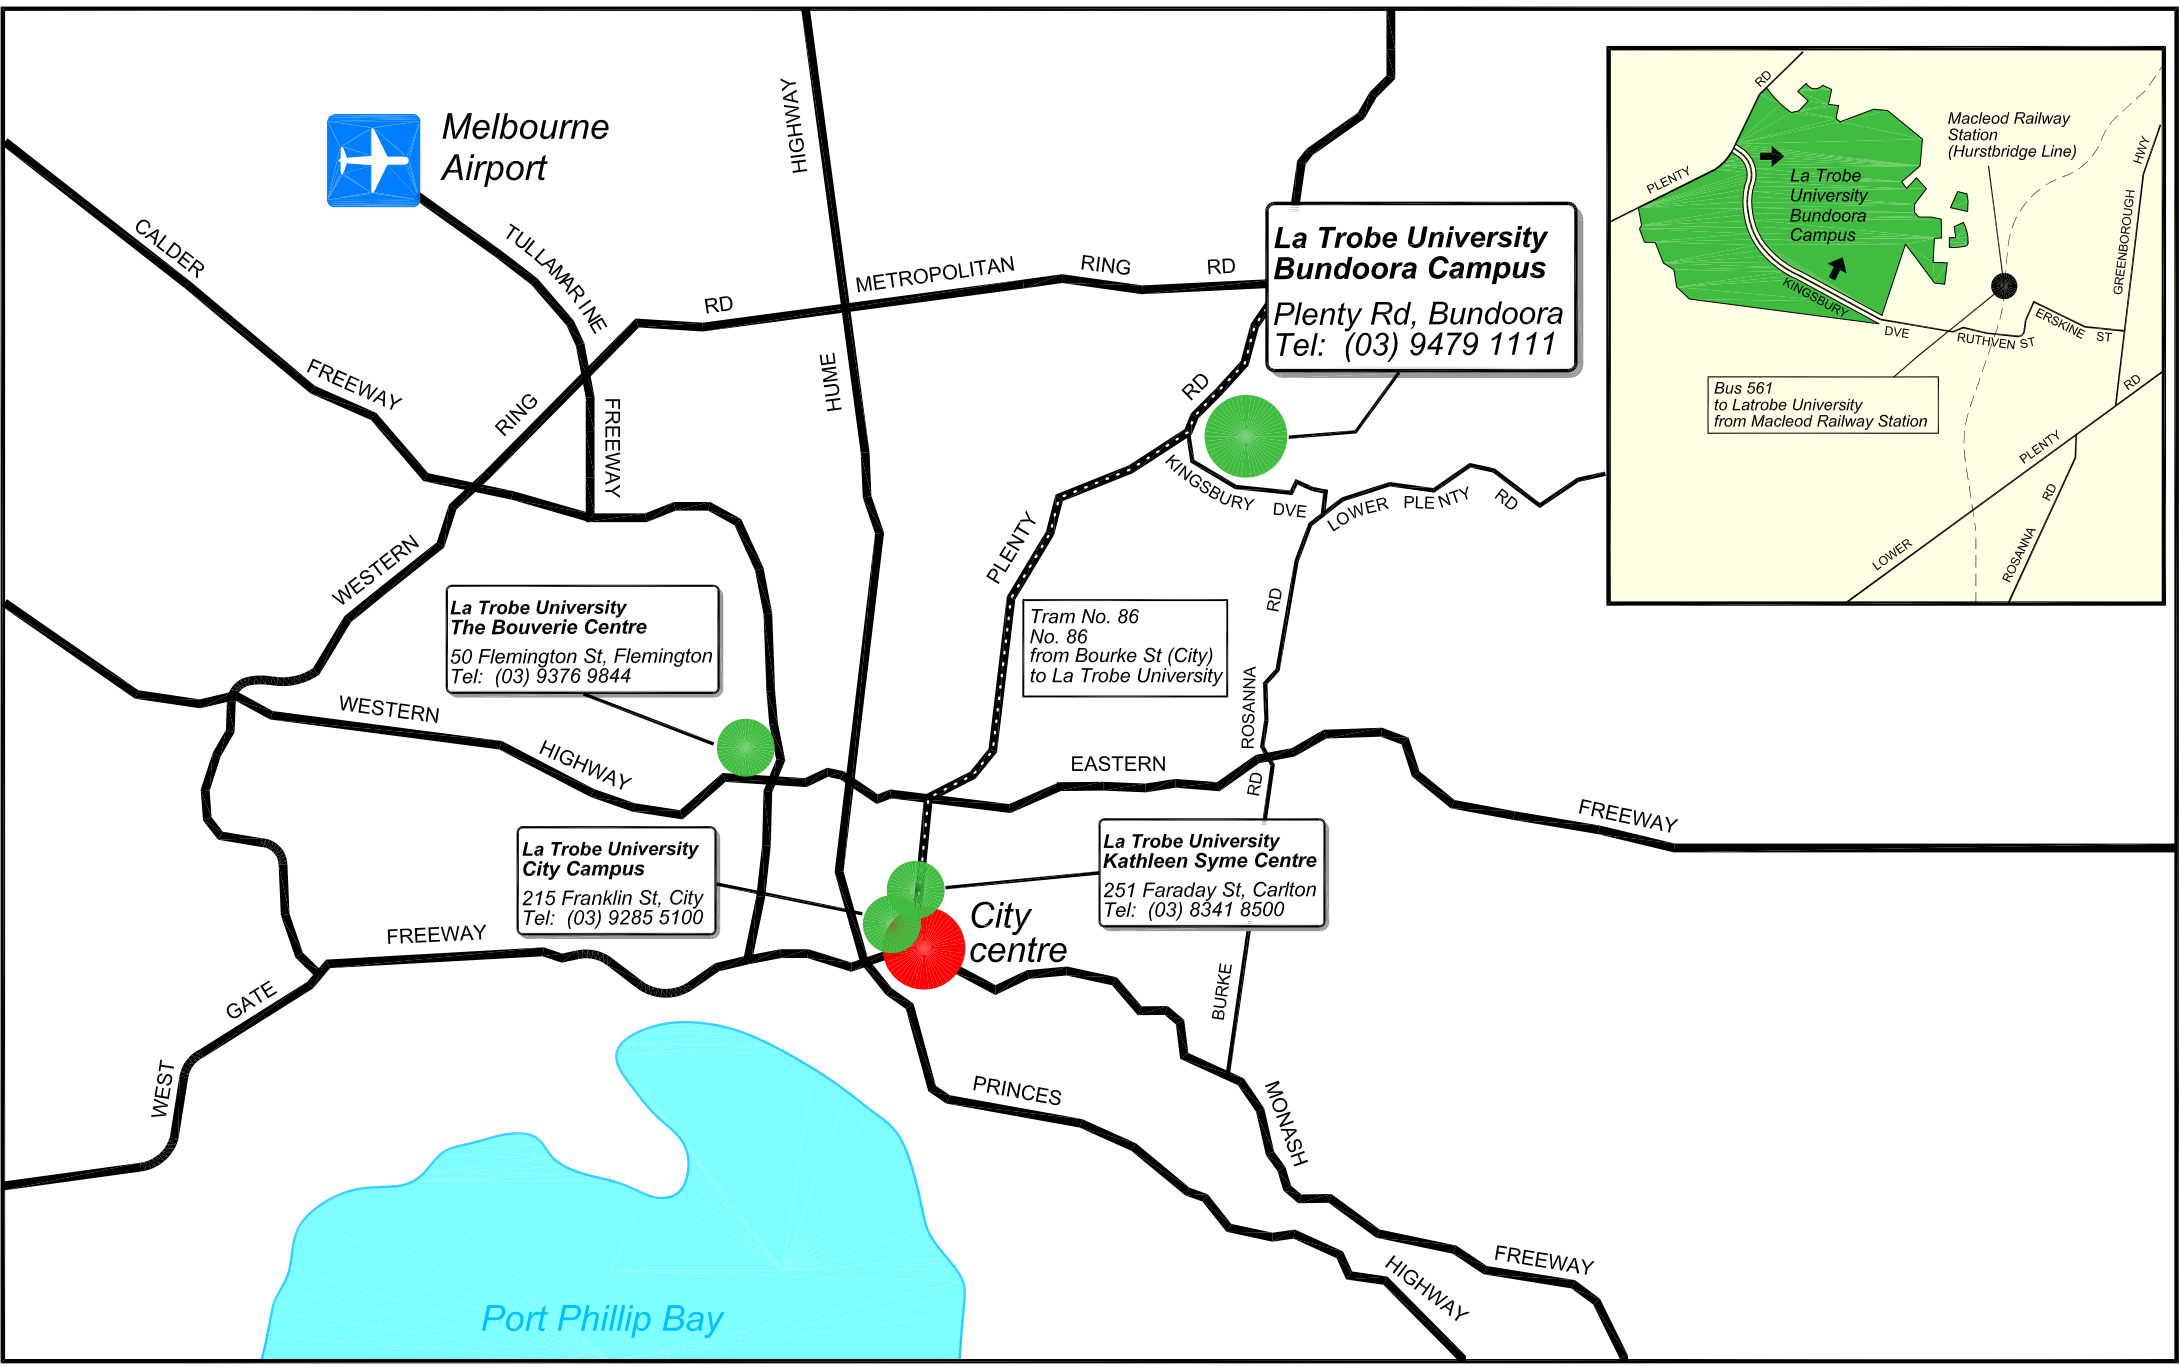 Melbourne
Airport
HIGHWAY
CALDER
TULLAMARINE
METROPOLITAN
RING
RD
RD
La Trobe University
Bundoora Campus
Plenty Rd, Bundoora
Tel:  (03) 9479 1111
FREEWAY
FREEWAY
RING
HUME
RD
KINGSBURY
DVE
LOWER
PLENTY
RD
WESTERN
PLENTY
La Trobe University
The Bouverie Centre
50 Flemington St, Flemington
Tel:  (03) 9376 9844
Tram No. 86
No. 86
from Bourke St (City)
to La Trobe University
RD
ROSANNA
WESTERN
HIGHWAY
EASTERN
RD
FREEWAY
La Trobe University
City Campus
215 Franklin St, City
Tel:  (03) 9285 5100
La Trobe University
Kathleen Syme Centre
251 Faraday St, Carlton
Tel:  (03) 8341 8500
City
centre
FREEWAY
GATE
WEST
BURKE
PRINCES
MONASH
FREEWAY
HIGHWAY
Port Phillip Bay
RD
PLENTY
La Trobe
University
Bundoora
Campus
Macleod Railway
Station
(Hurstbridge Line)
HWY
GREENBOROUGH
KINGSBURY
DVE
RUTHVEN ST
ERSKINE
ST
Bus 561
to Latrobe University
from Macleod Railway Station
RD
PLENTY
LOWER
RD
ROSANNA